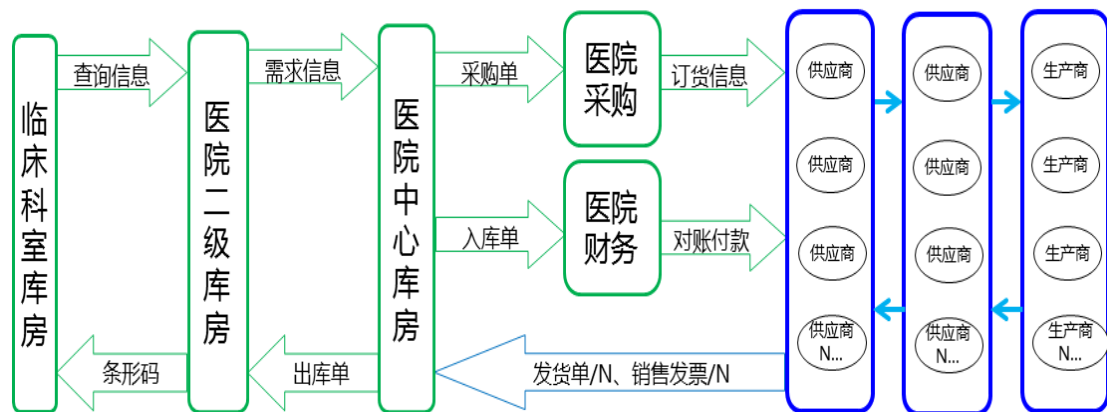 临床科室库房
查询信息
条形码
医院二级库房
需求信息
出库单
医院中心库房
采购单
入库单
医院
采购
医院
财务
订货信息
对账付款
发货单/N、销售发票/N
供应商
供应商
供应商
供应商
N...
供应商
供应商
供应商
供应商
N...
生产商
生产商
生产商
生产商
N...